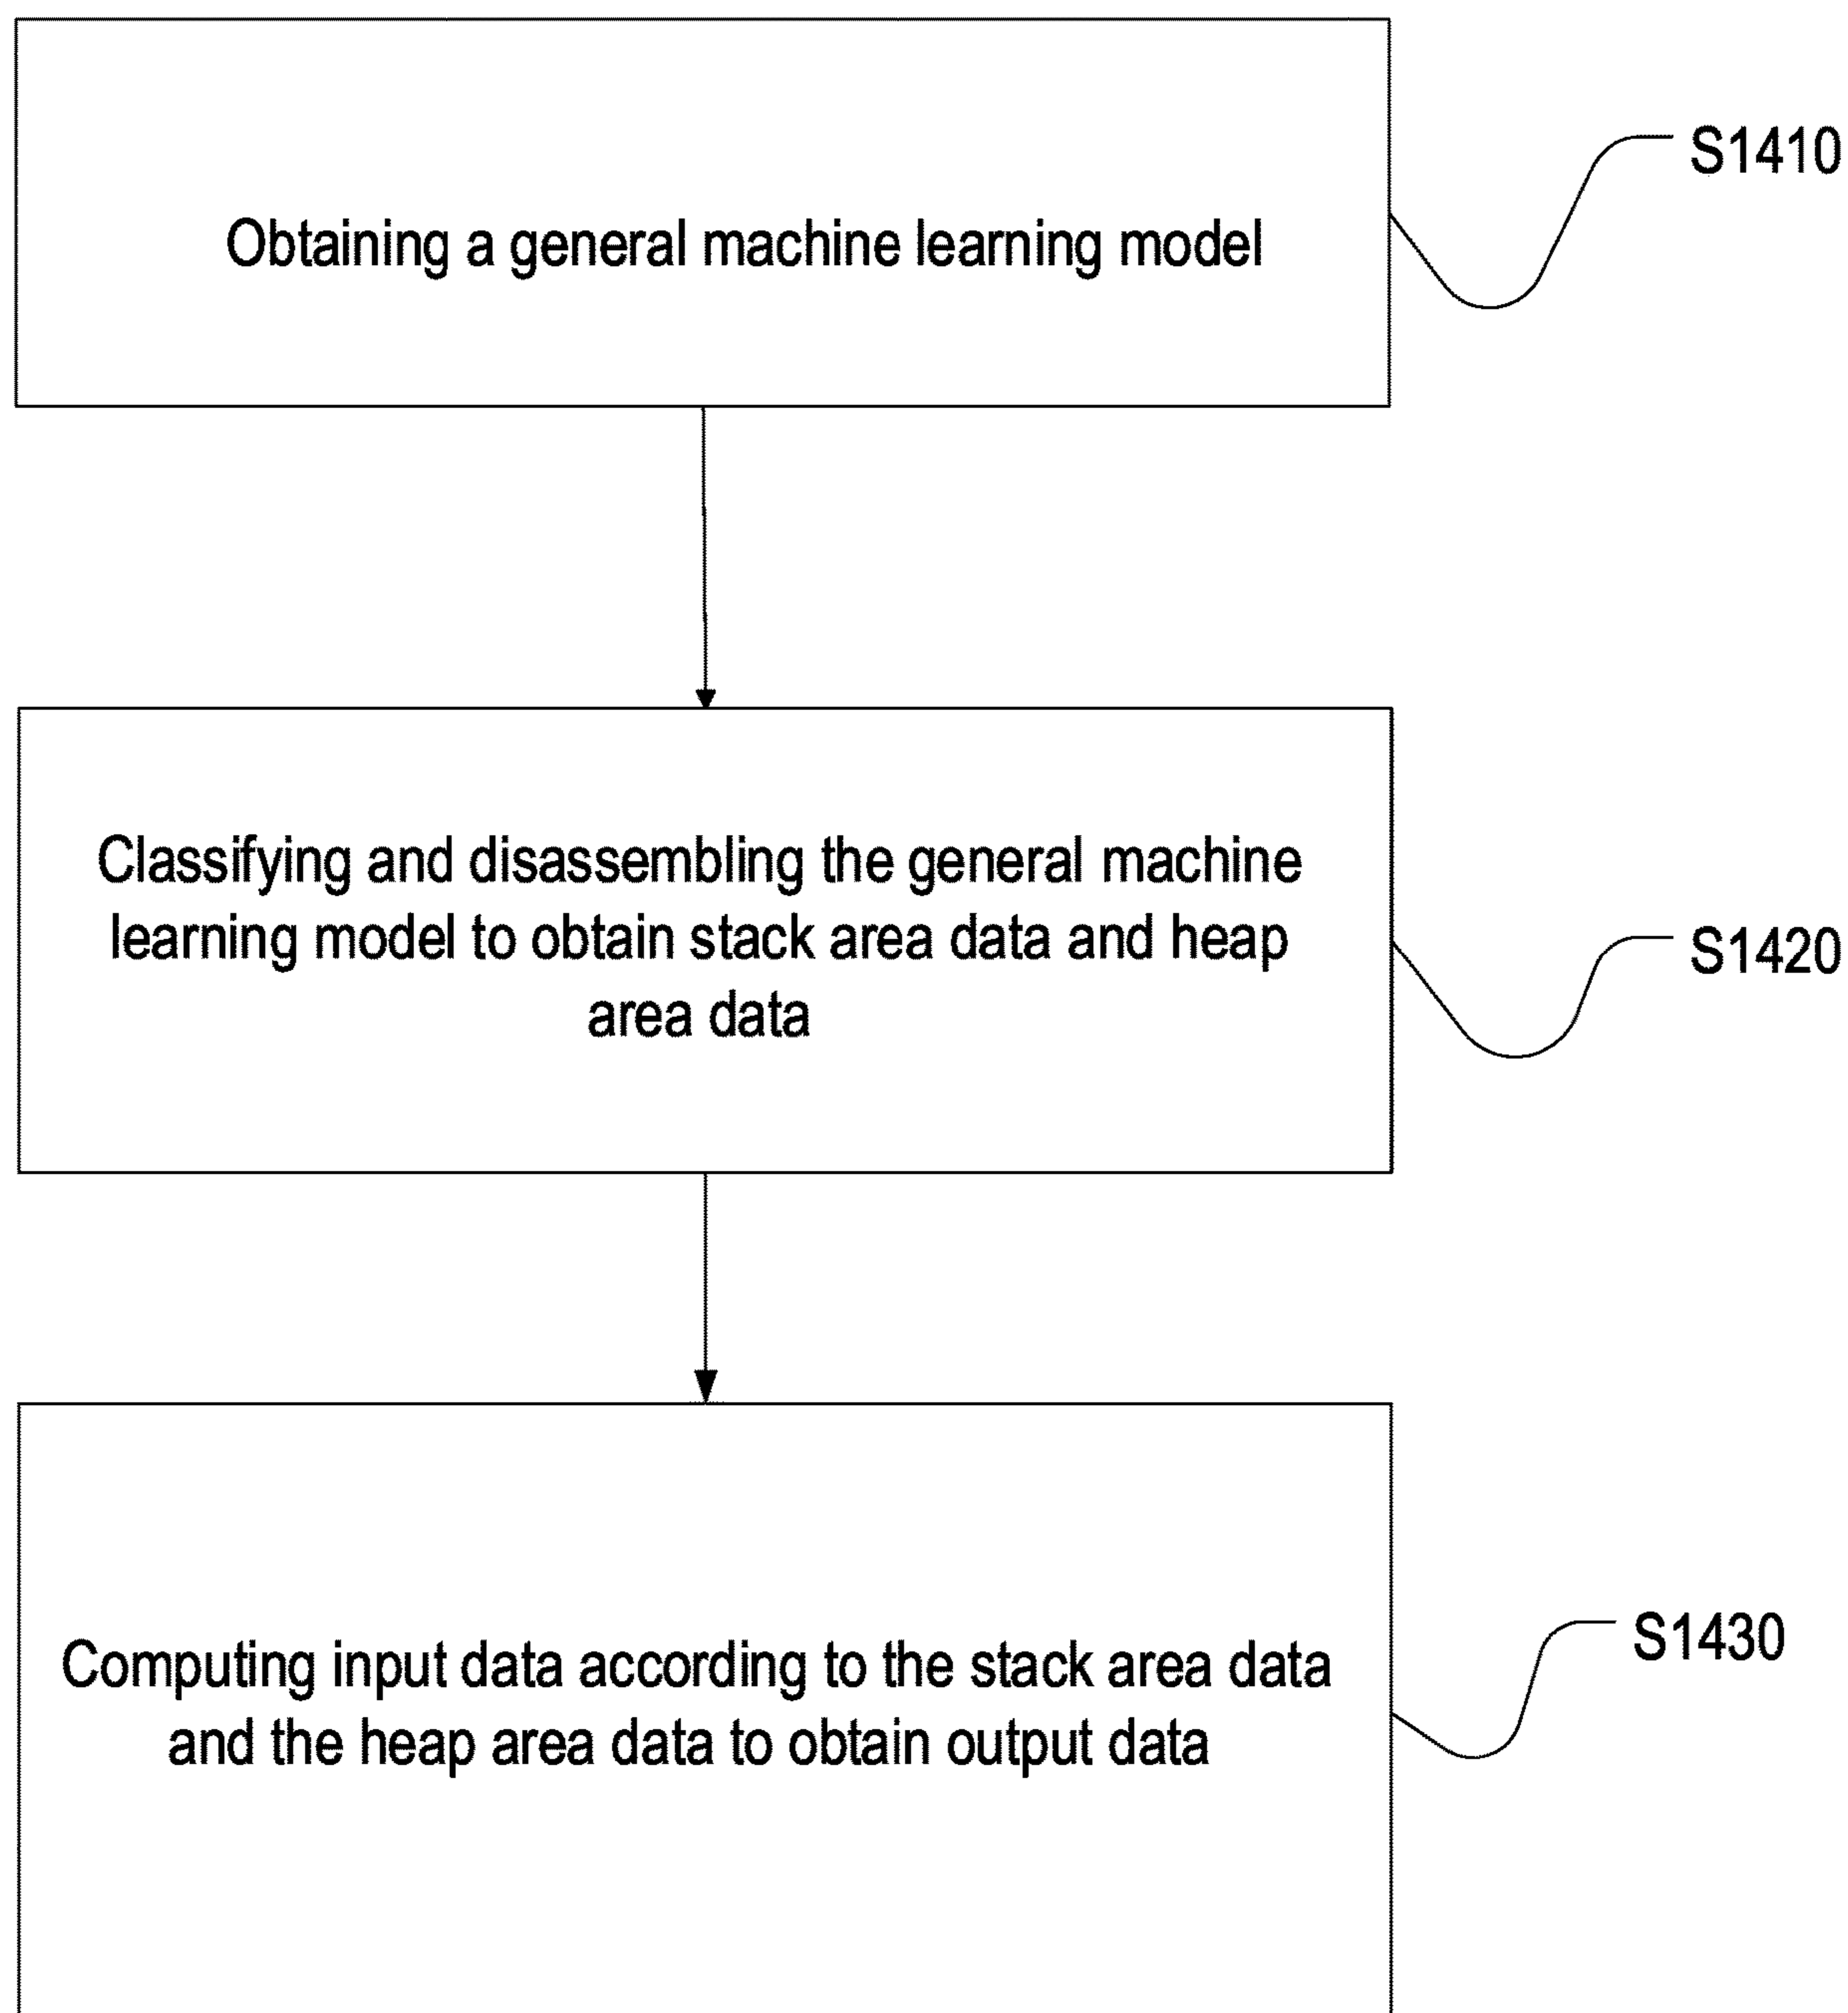 Obtaining a general machine learning model
S1410
Classifying and disassembling the general machine
learning model to obtain stack area data and heap
area data
S1420
Computing input data according to the stack area data
and the heap area data to obtain output data
S1430